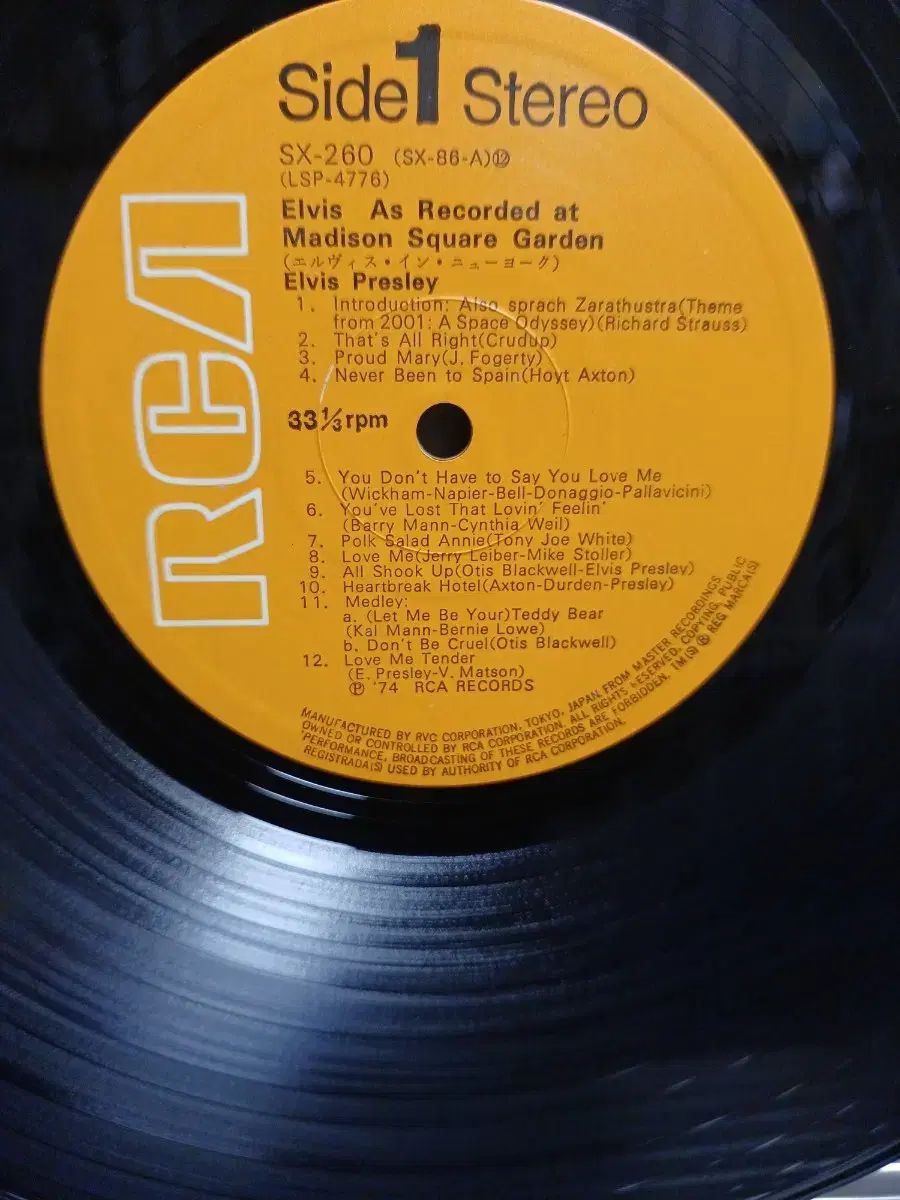 Side 1 Stereo
SX-260 (SX-86-A)⑫
(LSP-4776)
Elvis As Recorded at
Madison Square Garden
(エルヴィス・イン・ニューヨーク)
Elvis Presley
1. Introduction: Also sprach Zarathustra(Theme
from 2001: A Space Odyssey)(Richard Strauss)
2. That's All Right(Crudup)
3. Proud Mary(J. Fogerty)
4. Never Been to Spain(Hoyt Axton)
33⅓rpm
5. You Don't Have to Say You Love Me
(Wickham-Napier-Bell-Donaggio-Pallavicini)
6. You've Lost That Lovin' Feelin'
(Barry Mann-Cynthia Weil)
7. Polk Salad Annie(Tony Joe White)
8. Love Me(Jerry Leiber-Mike Stoller)
9. All Shook Up(Otis Blackwell-Elvis Presley)
10. Heartbreak Hotel(Axton-Durden-Presley)
11. Medley:
a. (Let Me Be Your)Teddy Bear
(Kal Mann-Bernie Lowe)
b. Don't Be Cruel(Otis Blackwell)
12. Love Me Tender
(E. Presley-V. Matson)
Ⓟ '74 RCA RECORDS
RCA
MANUFACTURED BY RVC CORPORATION, TOKYO, JAPAN, FROM MASTER RECORDINGS
OWNED OR CONTROLLED BY RCA CORPORATION. ALL RIGHTS RESERVED. COPYING, PUBLIC
PERFORMANCE, BROADCASTING OF THESE RECORDS ARE FORBIDDEN. TM(S) ® REG MARCA(S)
REGISTRADA(S) USED BY AUTHORITY OF RCA CORPORATION.